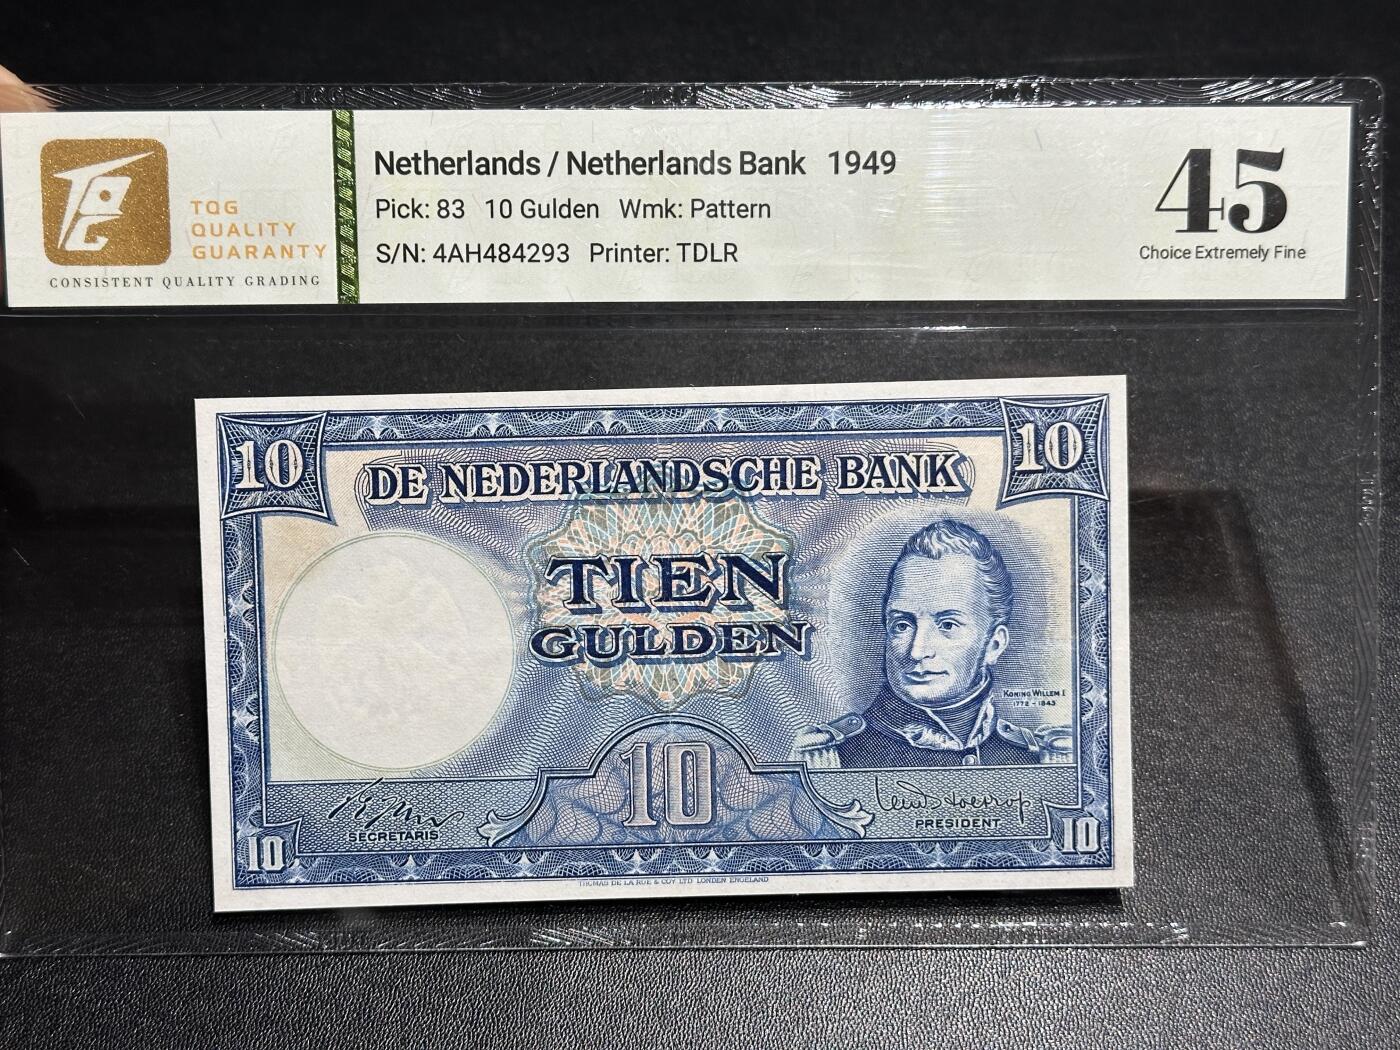 TQG
QUALITY
GUARANTY
CONSISTENT QUALITY GRADING
Netherlands / Netherlands Bank 1949
Pick: 83 10 Gulden Wmk: Pattern
S/N: 4AH484293 Printer: TDLR
45
Choice Extremely Fine
10
10
DE NEDERLANDSCHE BANK
TIEN
GULDEN
KONING WILLEM I
1772 - 1843
10
SECRETARIS
PRESIDENT
10
10
THOMAS DE LA RUE & COY LTD LONDEN ENGELAND